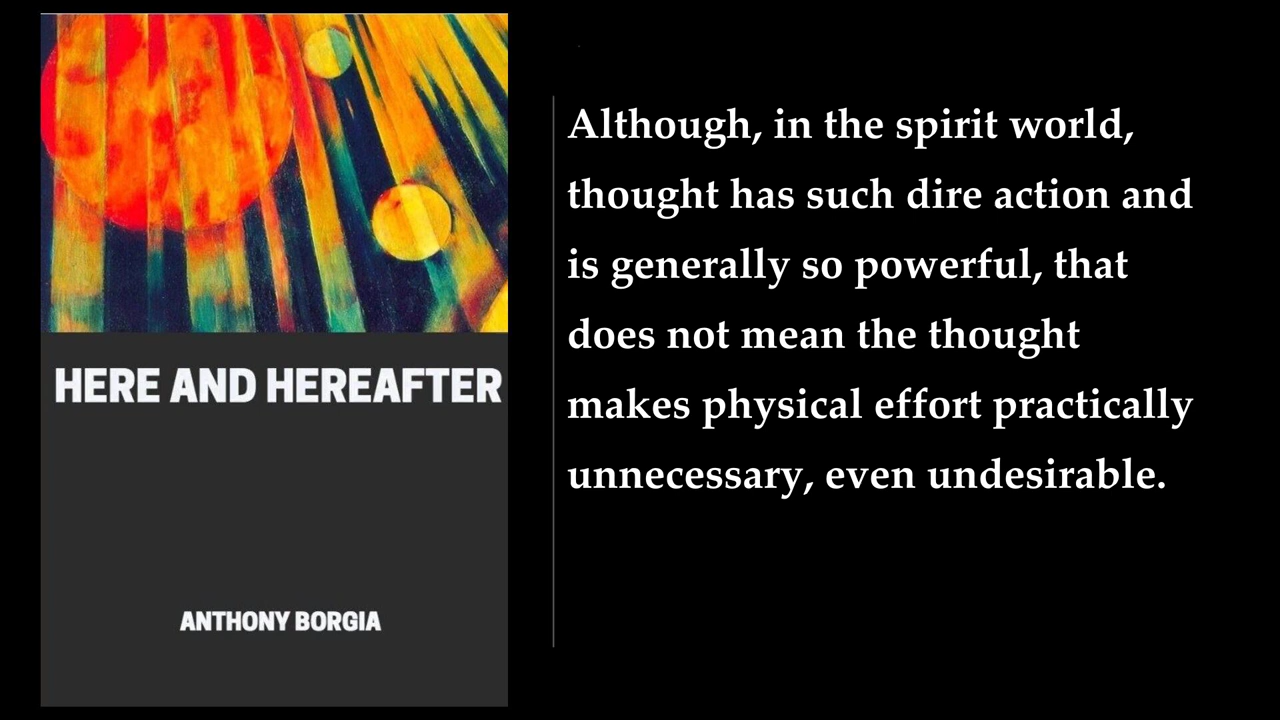 HERE AND HEREAFTER
ANTHONY BORGIA
Although, in the spirit world,
thought has such dire action and
is generally so powerful, that
does not mean the thought
makes physical effort practically
unnecessary, even undesirable.